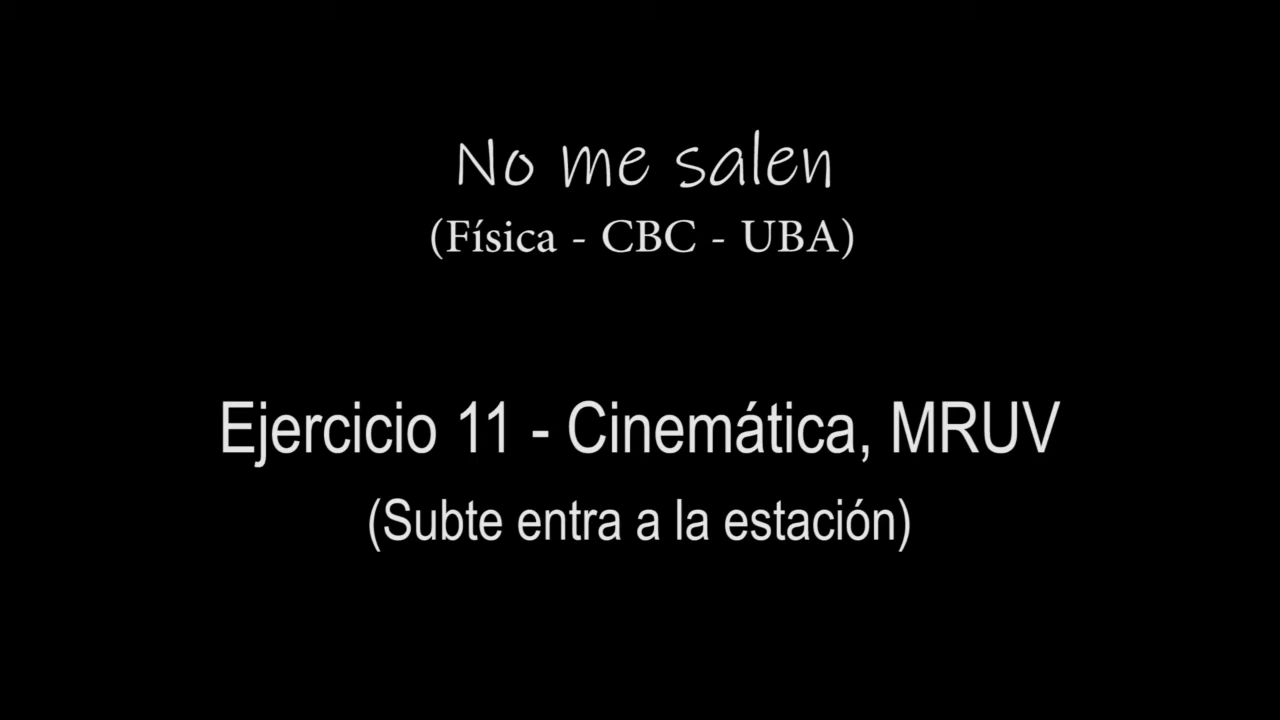 No me salen
(Física - CBC - UBA)
Ejercicio 11 - Cinemática, MRUV
(Subte entra a la estación)